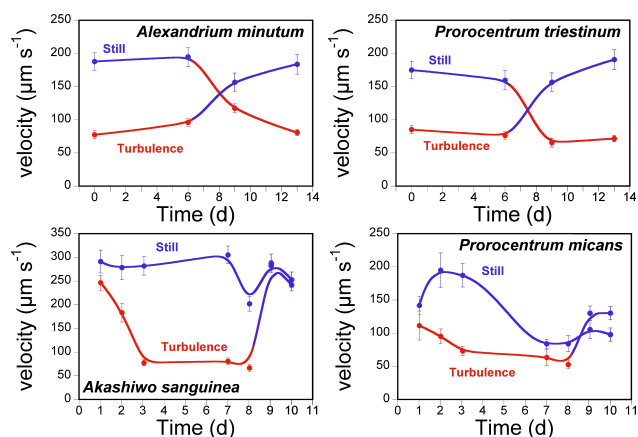 Alexandrium minutum
250
200
150
100
50
0
velocity (µm s⁻¹)
Still
Turbulence
0 2 4 6 8 10 12 14
Time (d)
Prorocentrum triestinum
250
200
150
100
50
0
velocity (µm s⁻¹)
Still
Turbulence
0 2 4 6 8 10 12 14
Time (d)
350
300
250
200
150
100
50
0
velocity (µm s⁻¹)
Still
Turbulence
Akashiwo sanguinea
0 1 2 3 4 5 6 7 8 9 10 11
Time (d)
Prorocentrum micans
250
200
150
100
50
0
velocity (µm s⁻¹)
Still
Turbulence
0 1 2 3 4 5 6 7 8 9 10 11
Time (d)